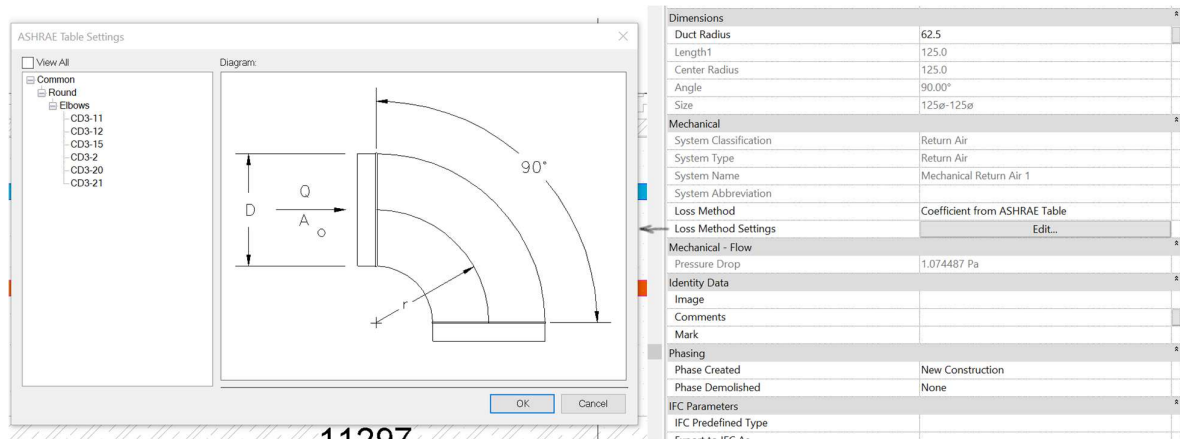 ASHRAE Table Settings
View All
Common
Round
Elbows
CD3-11
CD3-12
CD3-15
CD3-2
CD3-20
CD3-21
Diagram:
90°
D
Q
A o
r
OK Cancel
11297
Dimensions
Duct Radius 62.5
Length1 125.0
Center Radius 125.0
Angle 90.00°
Size 125ø-125ø
Mechanical
System Classification Return Air
System Type Return Air
System Name Mechanical Return Air 1
System Abbreviation
Loss Method Coefficient from ASHRAE Table
Loss Method Settings Edit...
Mechanical - Flow
Pressure Drop 1.074487 Pa
Identity Data
Image
Comments
Mark
Phasing
Phase Created New Construction
Phase Demolished None
IFC Parameters
IFC Predefined Type
Export to IFC As